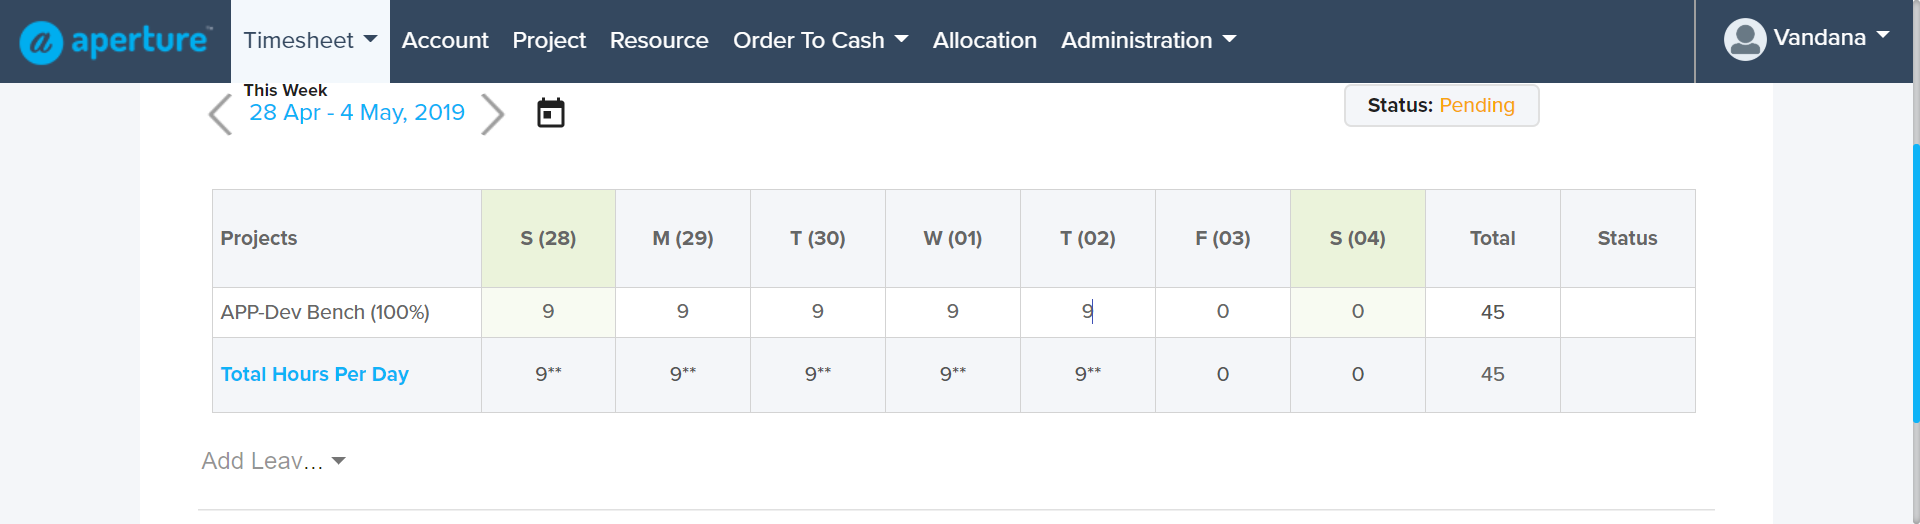 a aperture™ Timesheet Account Project Resource Order To Cash Allocation Administration Vandana
This Week
28 Apr - 4 May, 2019
Status: Pending
Projects S (28) M (29) T (30) W (01) T (02) F (03) S (04) Total Status
APP-Dev Bench (100%) 9 9 9 9 9 0 0 45
Total Hours Per Day 9** 9** 9** 9** 9** 0 0 45
Add Leav...